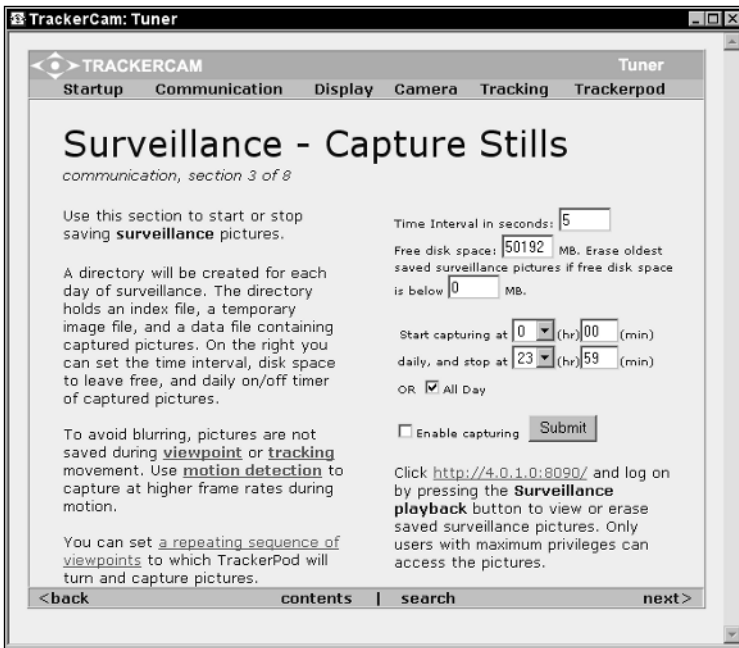 TrackerCam: Tuner
TRACKERCAM
Tuner
Startup Communication Display Camera Tracking Trackerpod
Surveillance - Capture Stills
communication, section 3 of 8
Use this section to start or stop
saving surveillance pictures.
A directory will be created for each
day of surveillance. The directory
holds an index file, a temporary
image file, and a data file containing
captured pictures. On the right you
can set the time interval, disk space
to leave free, and daily on/off timer
of captured pictures.
To avoid blurring, pictures are not
saved during viewpoint or tracking
movement. Use motion detection to
capture at higher frame rates during
motion.
You can set a repeating sequence of
viewpoints to which TrackerPod will
turn and capture pictures.
Time Interval in seconds: 5
Free disk space: 50192 MB. Erase oldest
saved surveillance pictures if free disk space
is below 0 MB.
Start capturing at 0 (hr) 00 (min)
daily, and stop at 23 (hr) 59 (min)
OR All Day
Enable capturing Submit
Click http://4.0.1.0:8090/ and log on
by pressing the Surveillance
playback button to view or erase
saved surveillance pictures. Only
users with maximum privileges can
access the pictures.
<back contents | search next>